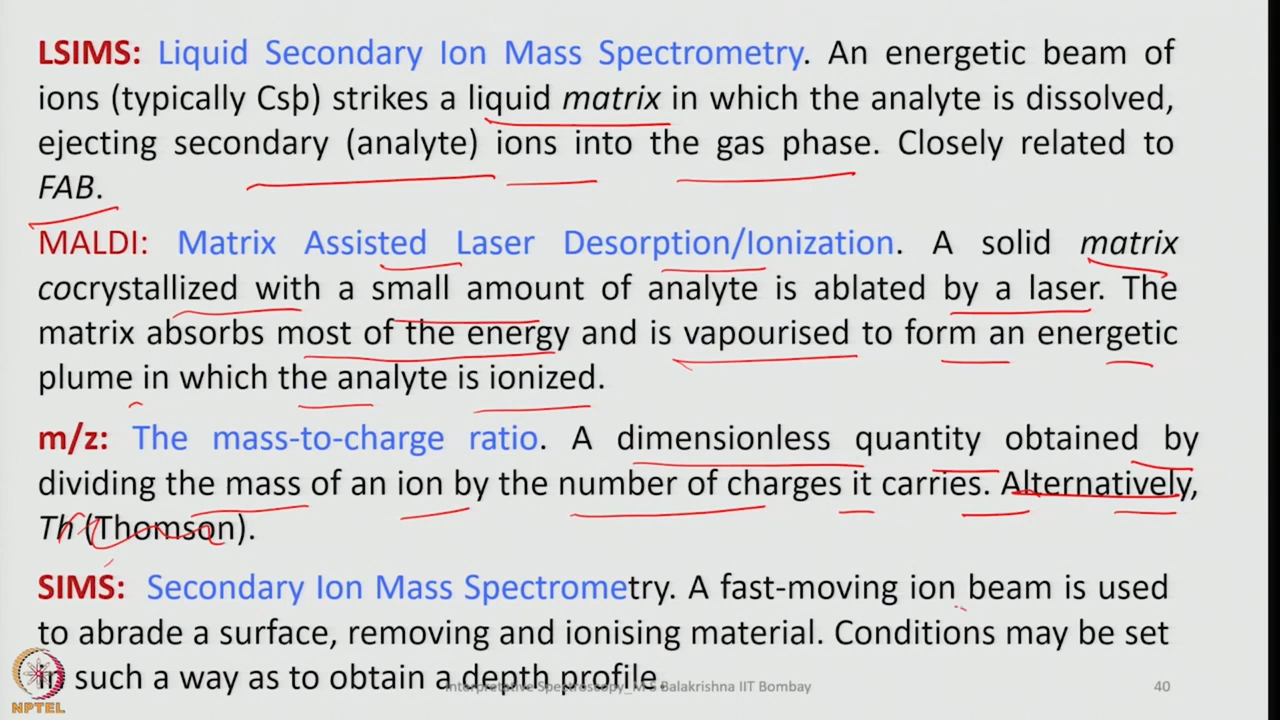 LSIMS: Liquid Secondary Ion Mass Spectrometry. An energetic beam of
ions (typically Csþ) strikes a liquid matrix in which the analyte is dissolved,
ejecting secondary (analyte) ions into the gas phase. Closely related to
FAB.
MALDI: Matrix Assisted Laser Desorption/Ionization. A solid matrix
cocrystallized with a small amount of analyte is ablated by a laser. The
matrix absorbs most of the energy and is vapourised to form an energetic
plume in which the analyte is ionized.
m/z: The mass-to-charge ratio. A dimensionless quantity obtained by
dividing the mass of an ion by the number of charges it carries. Alternatively,
Th (Thomson).
SIMS: Secondary Ion Mass Spectrometry. A fast-moving ion beam is used
to abrade a surface, removing and ionising material. Conditions may be set
in such a way as to obtain a depth profile.
Interpretative Spectroscopy_M S Balakrishna IIT Bombay
40
NPTEL